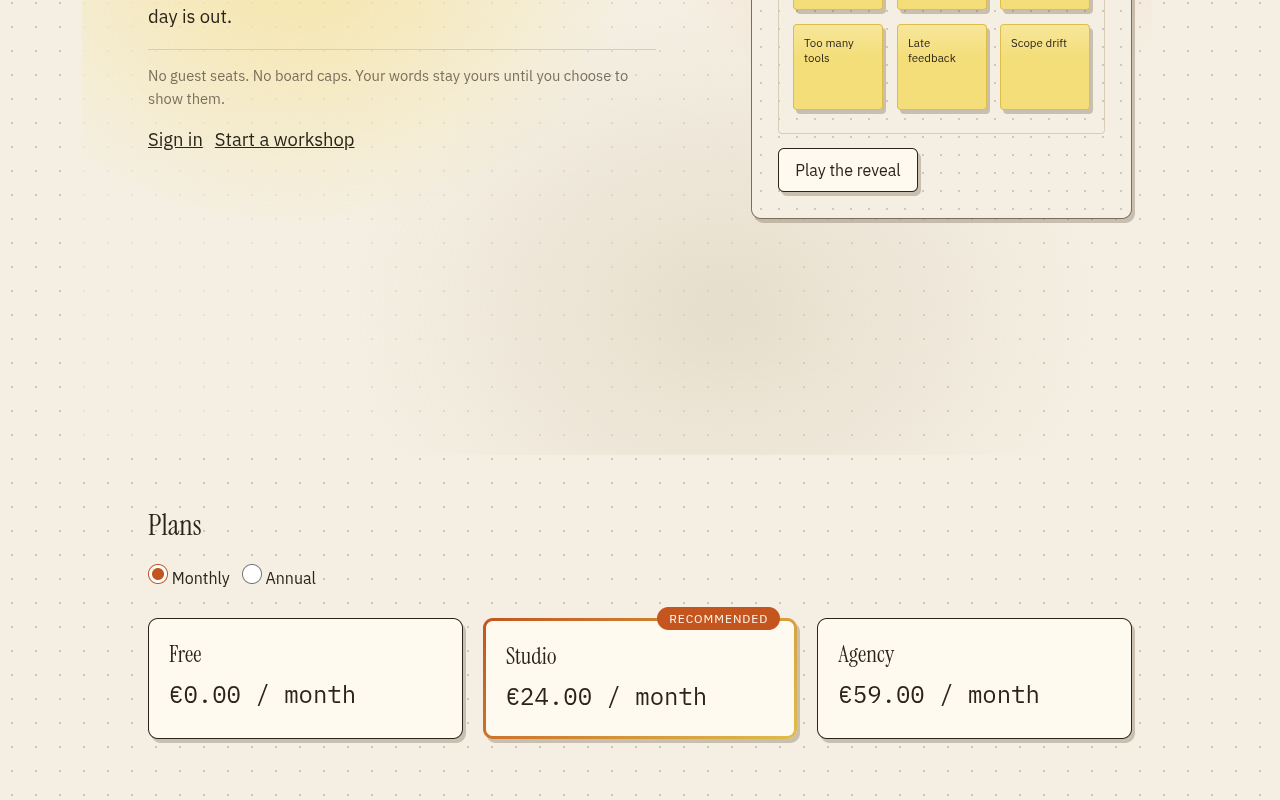 day is out.
No guest seats. No board caps. Your words stay yours until you choose to
show them.
Sign in Start a workshop
Too many
tools
Late
feedback
Scope drift
Play the reveal
Plans
Monthly Annual
Free
€0.00 / month
RECOMMENDED
Studio
€24.00 / month
Agency
€59.00 / month